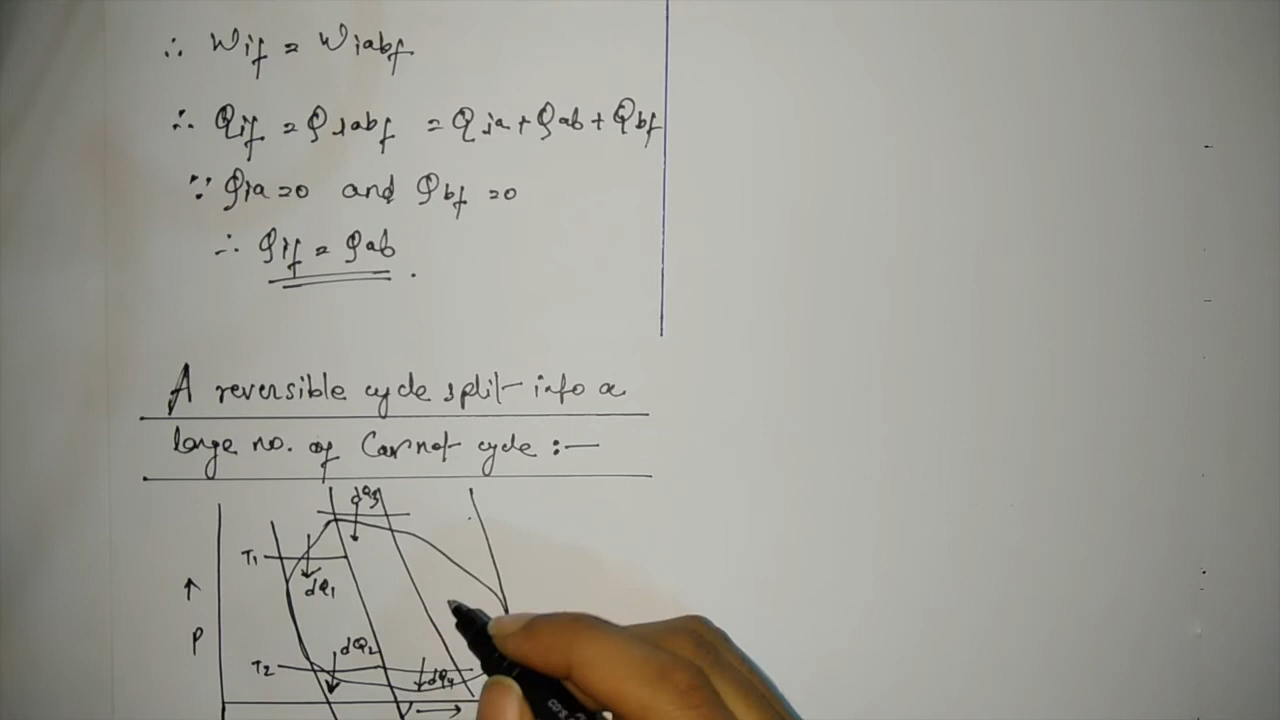 ∴ Wif = Wiabf
∴ Qif = Qiabf = Qia + Qab + Qbf
∵ Qia = 0 and Qbf = 0
∴ Qif = Qab.
A reversible cycle split into a
large no. of Carnot cycle :—
dQ3
T1
dQ1
↑
P
dQ2
T2
dQ4
→